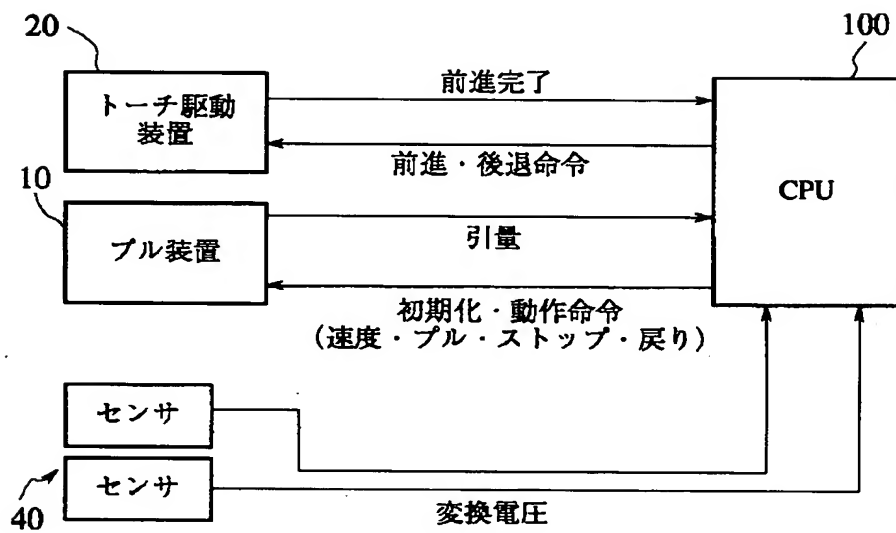 20
100
トーチ駆動
装置
前進完了
前進・後退命令
CPU
10
プル装置
引量
初期化・動作命令
(速度・プル・ストップ・戻り)
センサ
センサ
40
変換電圧